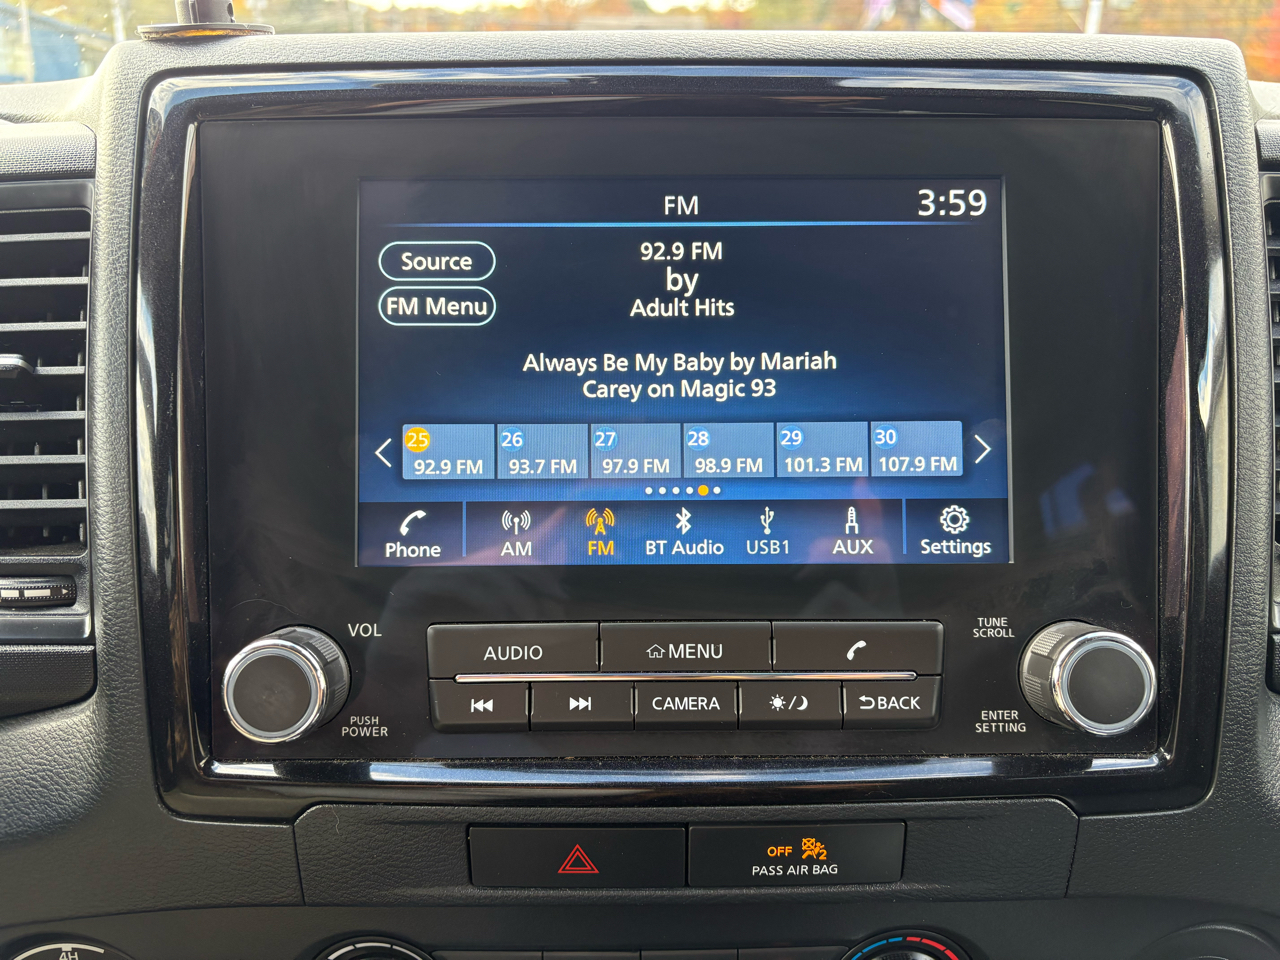 FM
3:59
Source
FM Menu
92.9 FM
by
Adult Hits
Always Be My Baby by Mariah
Carey on Magic 93
25 92.9 FM
26 93.7 FM
27 97.9 FM
28 98.9 FM
29 101.3 FM
30 107.9 FM
Phone
AM
FM
BT Audio
USB1
AUX
Settings
VOL
PUSH
POWER
AUDIO
MENU
CAMERA
BACK
TUNE
SCROLL
ENTER
SETTING
OFF 2
PASS AIR BAG
4H